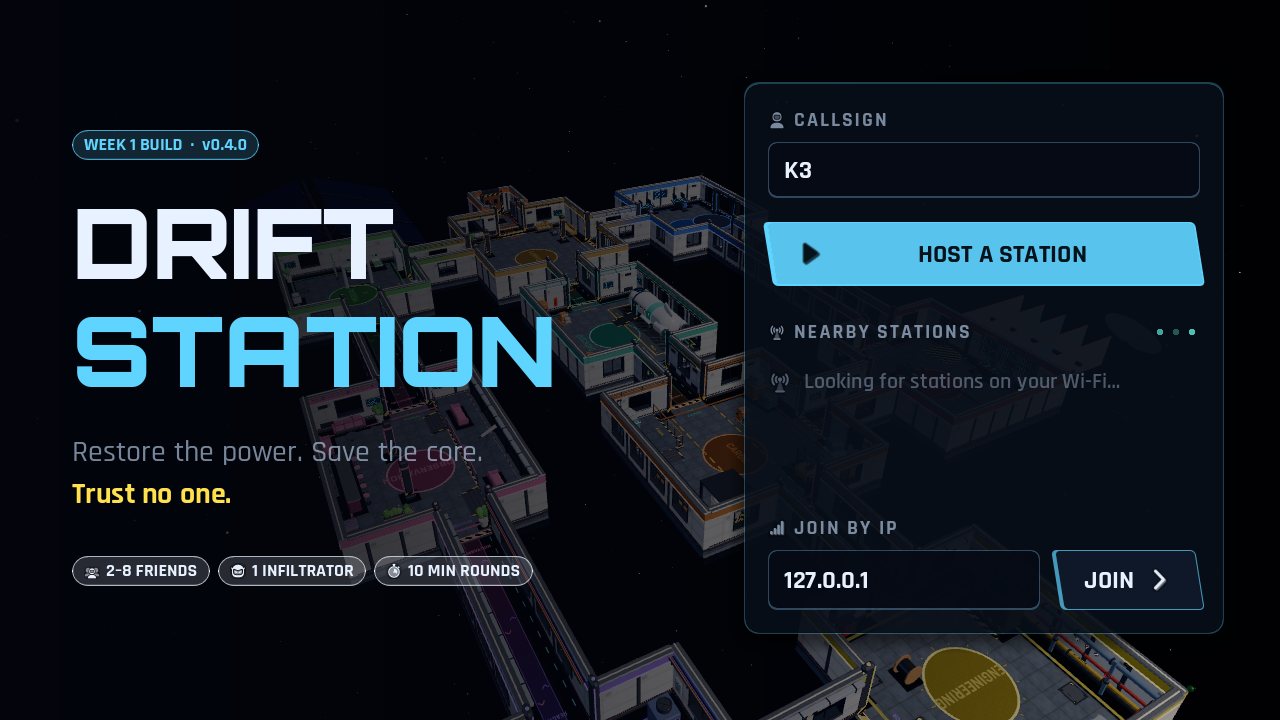 WEEK 1 BUILD · v0.4.0
DRIFT
STATION
Restore the power. Save the core.
Trust no one.
2–8 FRIENDS
1 INFILTRATOR
10 MIN ROUNDS
CALLSIGN
K3
HOST A STATION
NEARBY STATIONS
Looking for stations on your Wi-Fi...
JOIN BY IP
127.0.0.1
JOIN
ENGINEERING